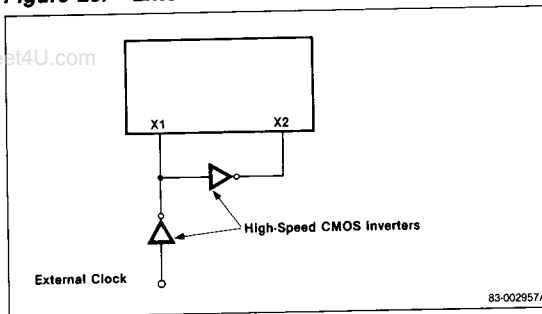 et4U.com
X1 X2
High-Speed CMOS Inverters
External Clock
83-002957A